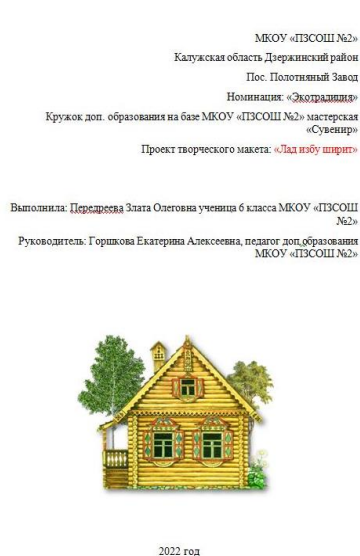 МКОУ «ПЗСОШ №2»
Калужская область Дзержинский район
Пос. Полотняный Завод
Номинация: «Экотрадиция»
Кружок доп. образования на базе МКОУ «ПЗСОШ №2» мастерская
«Сувенир»
Проект творческого макета: «Лад избу ширит»
Выполнила: Передреева Злата Олеговна ученица 6 класса МКОУ «ПЗСОШ
№2»
Руководитель: Горшкова Екатерина Алексеевна, педагог доп.образования
МКОУ «ПЗСОШ №2»
2022 год